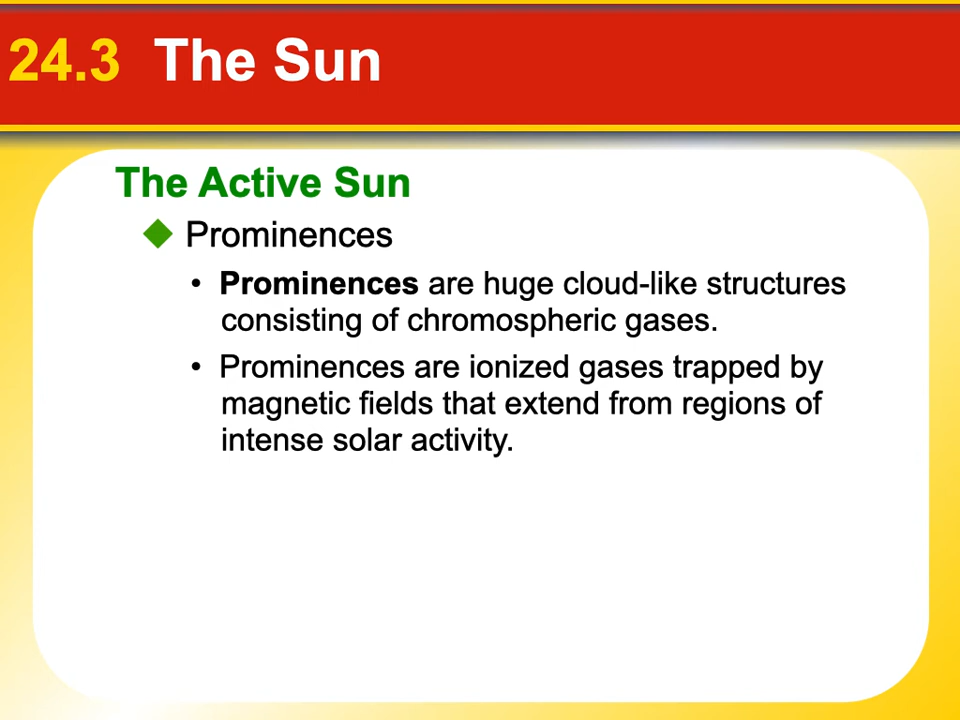 24.3 The Sun
The Active Sun
◆ Prominences
• Prominences are huge cloud-like structures
consisting of chromospheric gases.
• Prominences are ionized gases trapped by
magnetic fields that extend from regions of
intense solar activity.